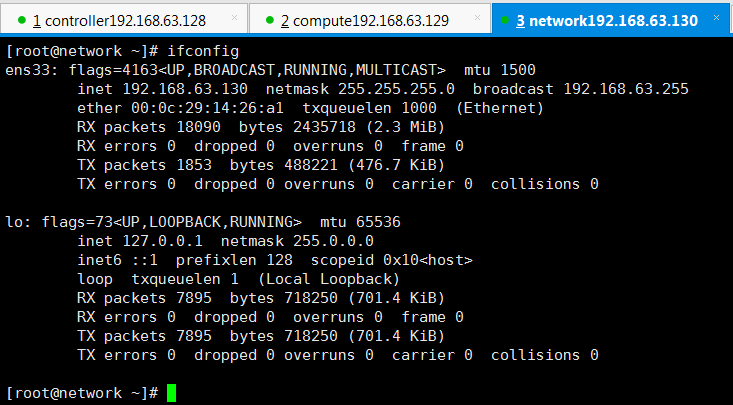 1 controller192.168.63.128 × 2 compute192.168.63.129 × 3 network192.168.63.130 ×
[root@network ~]# ifconfig
ens33: flags=4163<UP,BROADCAST,RUNNING,MULTICAST>  mtu 1500
        inet 192.168.63.130  netmask 255.255.255.0  broadcast 192.168.63.255
        ether 00:0c:29:14:26:a1  txqueuelen 1000  (Ethernet)
        RX packets 18090  bytes 2435718 (2.3 MiB)
        RX errors 0  dropped 0  overruns 0  frame 0
        TX packets 1853  bytes 488221 (476.7 KiB)
        TX errors 0  dropped 0 overruns 0  carrier 0  collisions 0
lo: flags=73<UP,LOOPBACK,RUNNING>  mtu 65536
        inet 127.0.0.1  netmask 255.0.0.0
        inet6 ::1  prefixlen 128  scopeid 0x10<host>
        loop  txqueuelen 1  (Local Loopback)
        RX packets 7895  bytes 718250 (701.4 KiB)
        RX errors 0  dropped 0  overruns 0  frame 0
        TX packets 7895  bytes 718250 (701.4 KiB)
        TX errors 0  dropped 0 overruns 0  carrier 0  collisions 0
[root@network ~]#